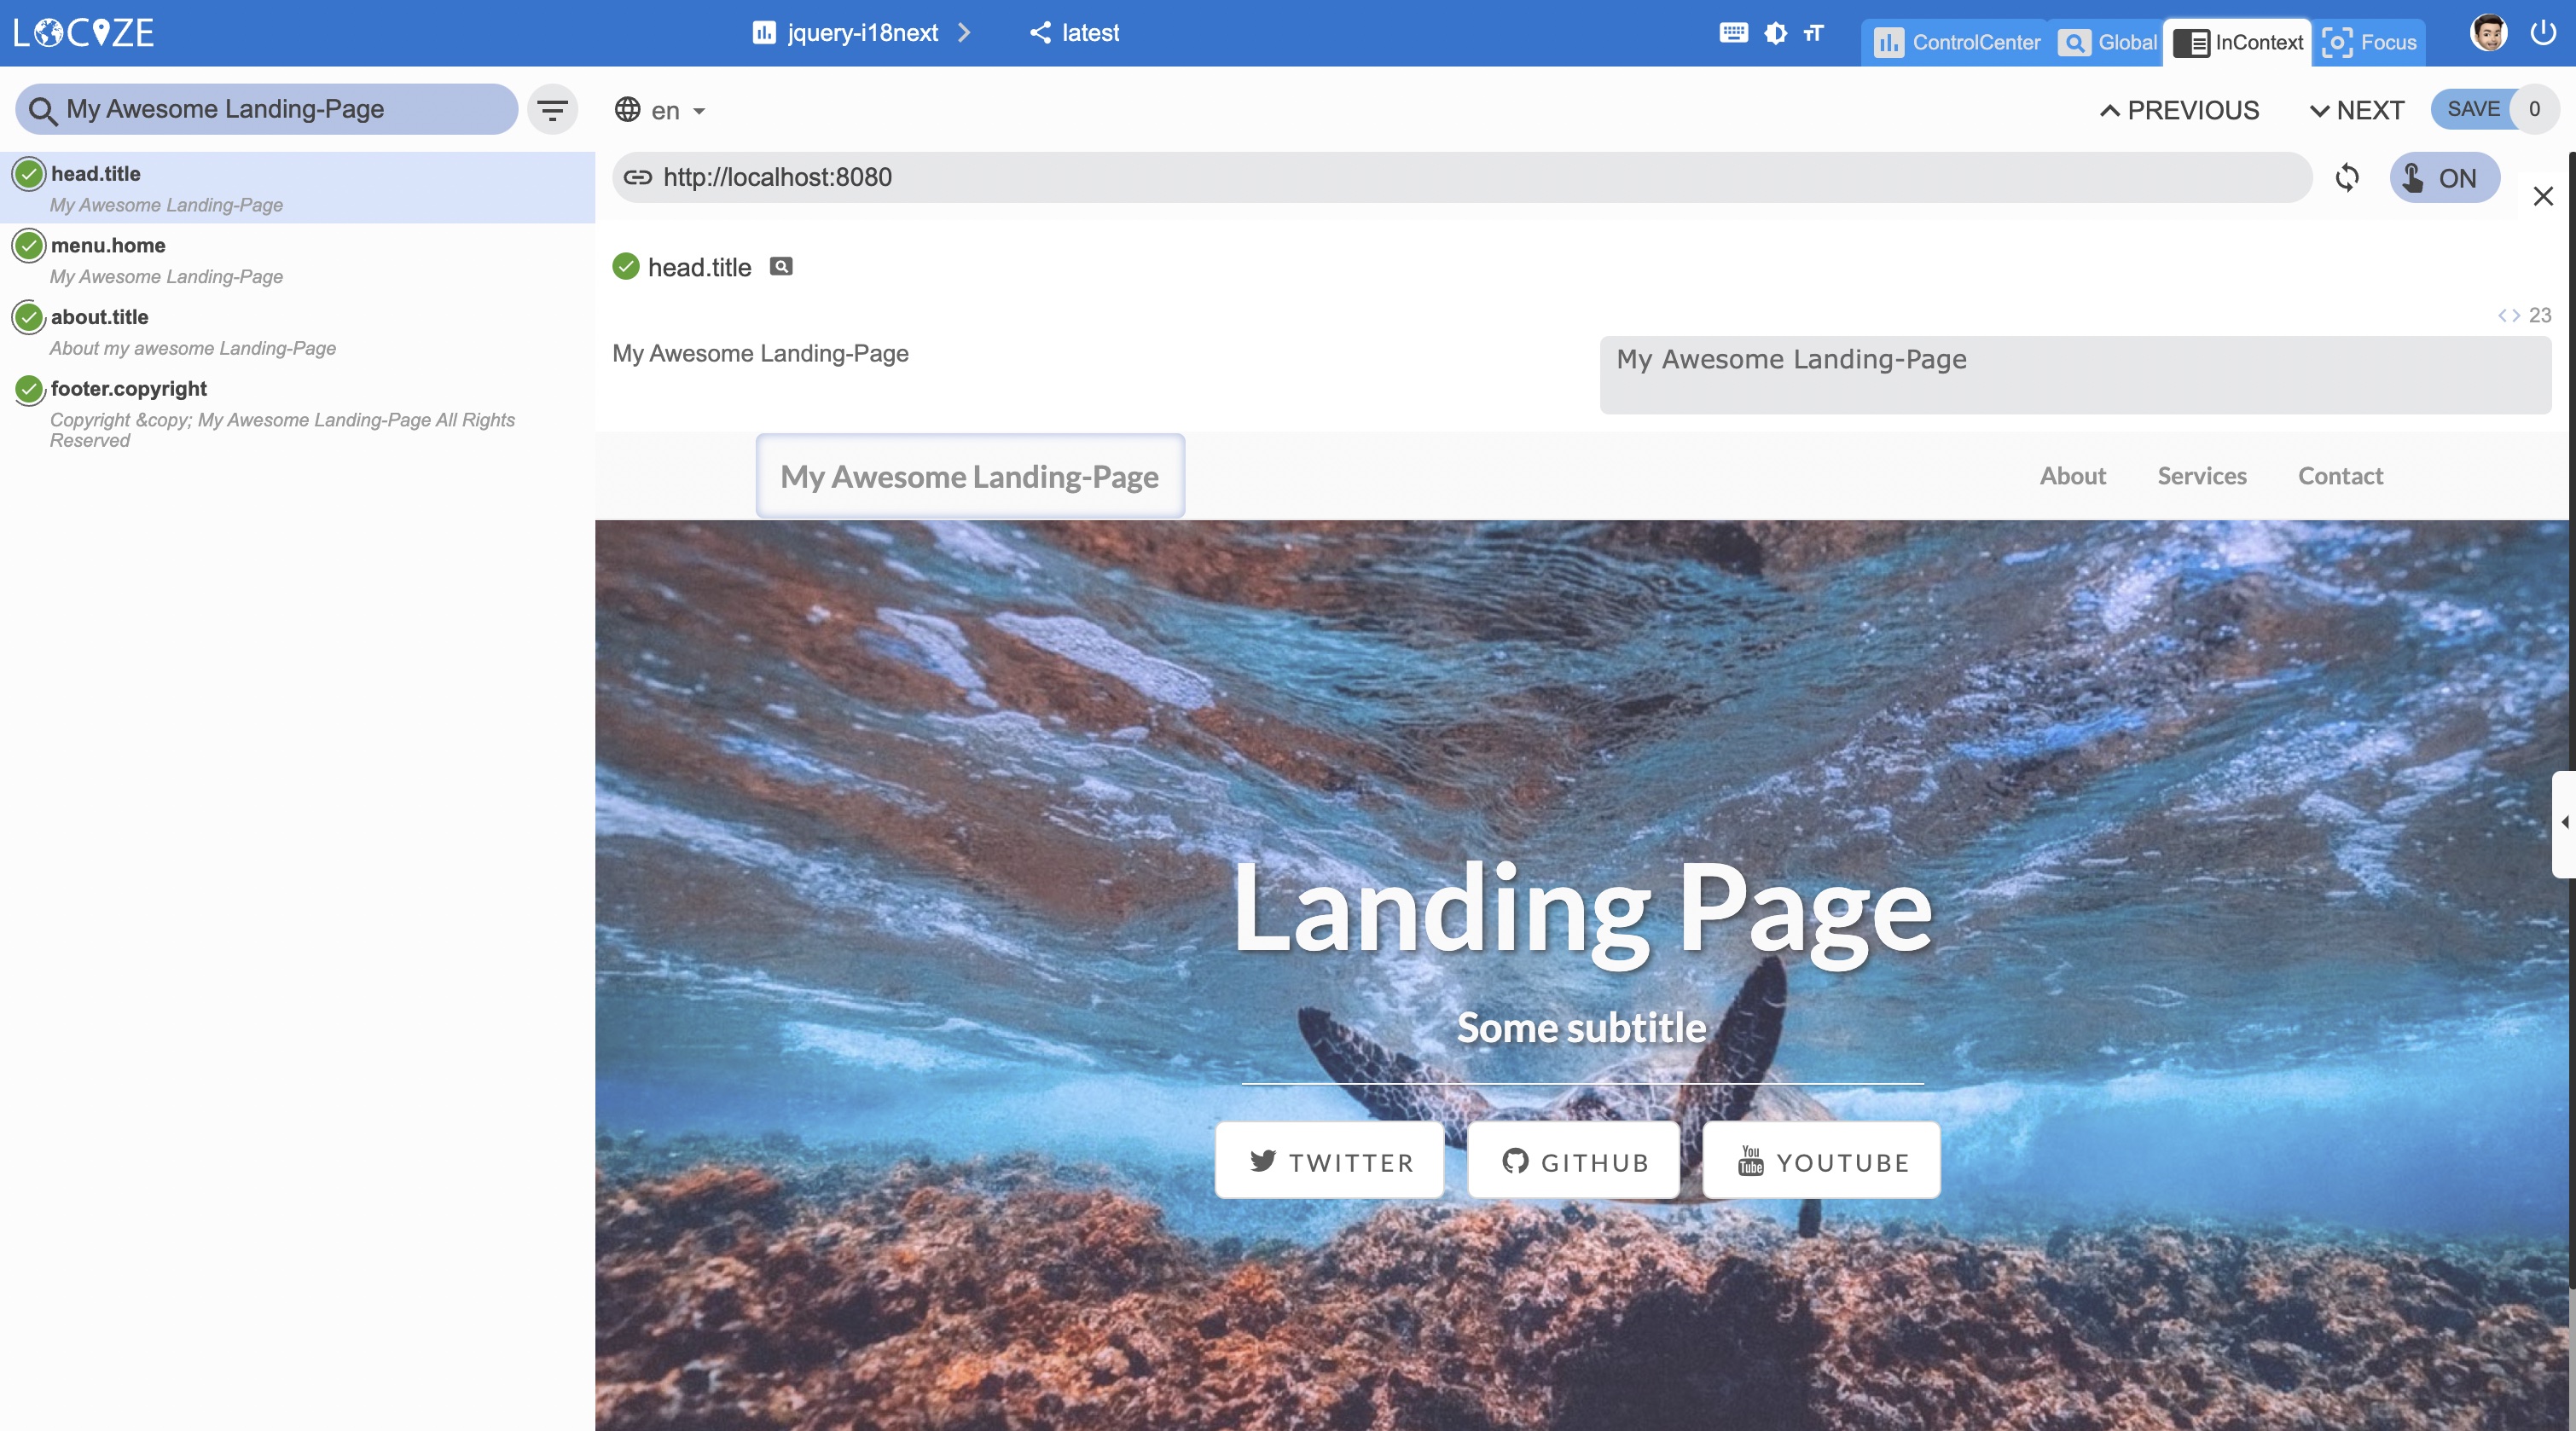 LOCIZE
jquery-i18next
latest
ControlCenter
Global
InContext
Focus
My Awesome Landing-Page
en
PREVIOUS
NEXT
SAVE
0
head.title
My Awesome Landing-Page
menu.home
My Awesome Landing-Page
about.title
About my awesome Landing-Page
footer.copyright
Copyright &copy; My Awesome Landing-Page All Rights
Reserved
http://localhost:8080
ON
head.title
23
My Awesome Landing-Page
My Awesome Landing-Page
My Awesome Landing-Page
About
Services
Contact
Landing Page
Some subtitle
TWITTER
GITHUB
You
Tube
YOUTUBE